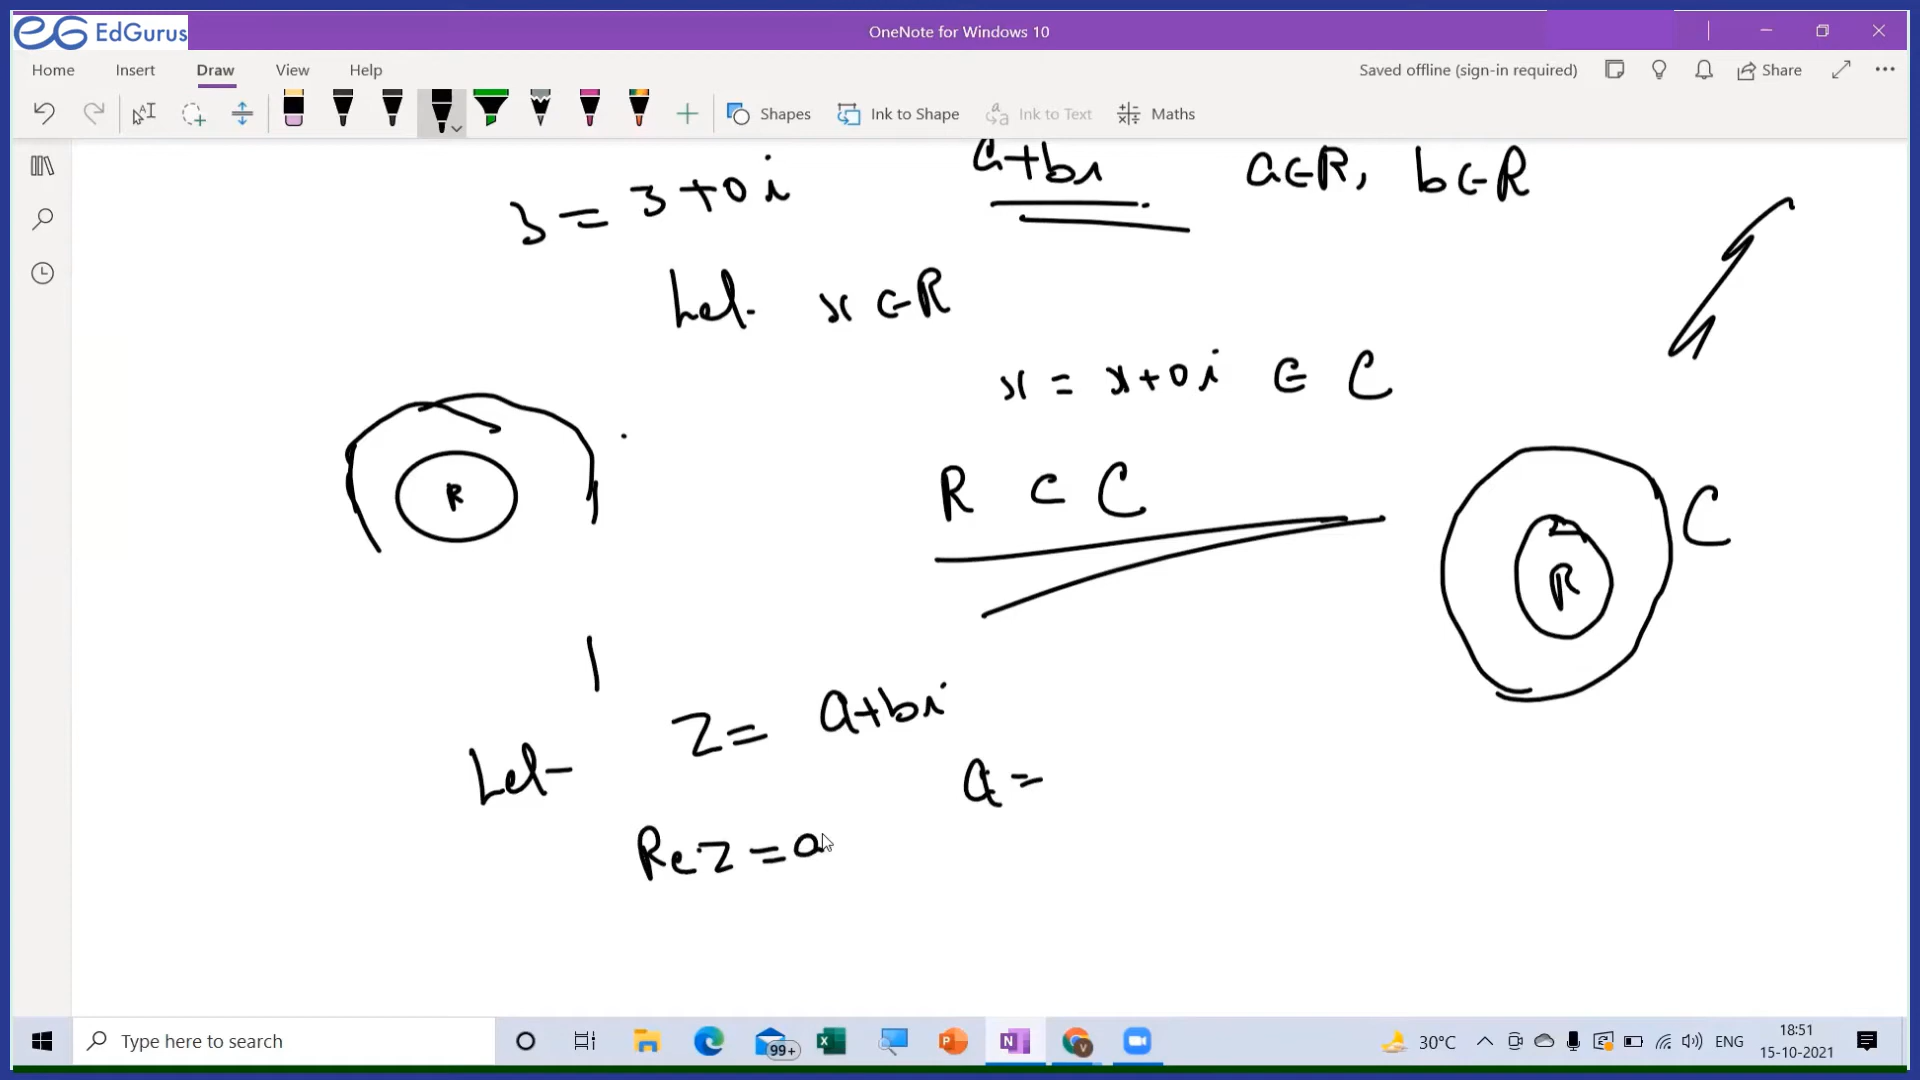 EdGurus
OneNote for Windows 10
Home Insert Draw View Help
Saved offline (sign-in required) Share
Shapes Ink to Shape Ink to Text Maths
a+bi a∈R, b∈R
3 = 3+0i
Let x∈R
x = x+0i ∈ C
R
R ⊂ C
C
R
Let z = a+bi
a =
Re z = a
Type here to search
99+
30°C
ENG
18:51
15-10-2021